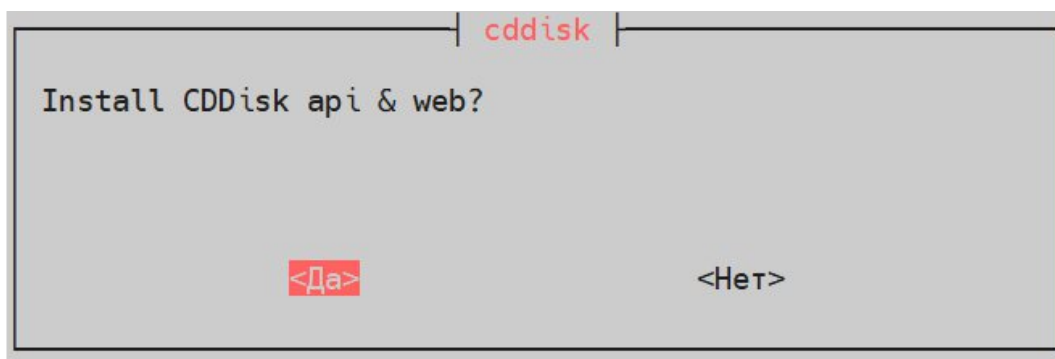 cddisk
Install CDDisk api & web?
<Да> <Нет>